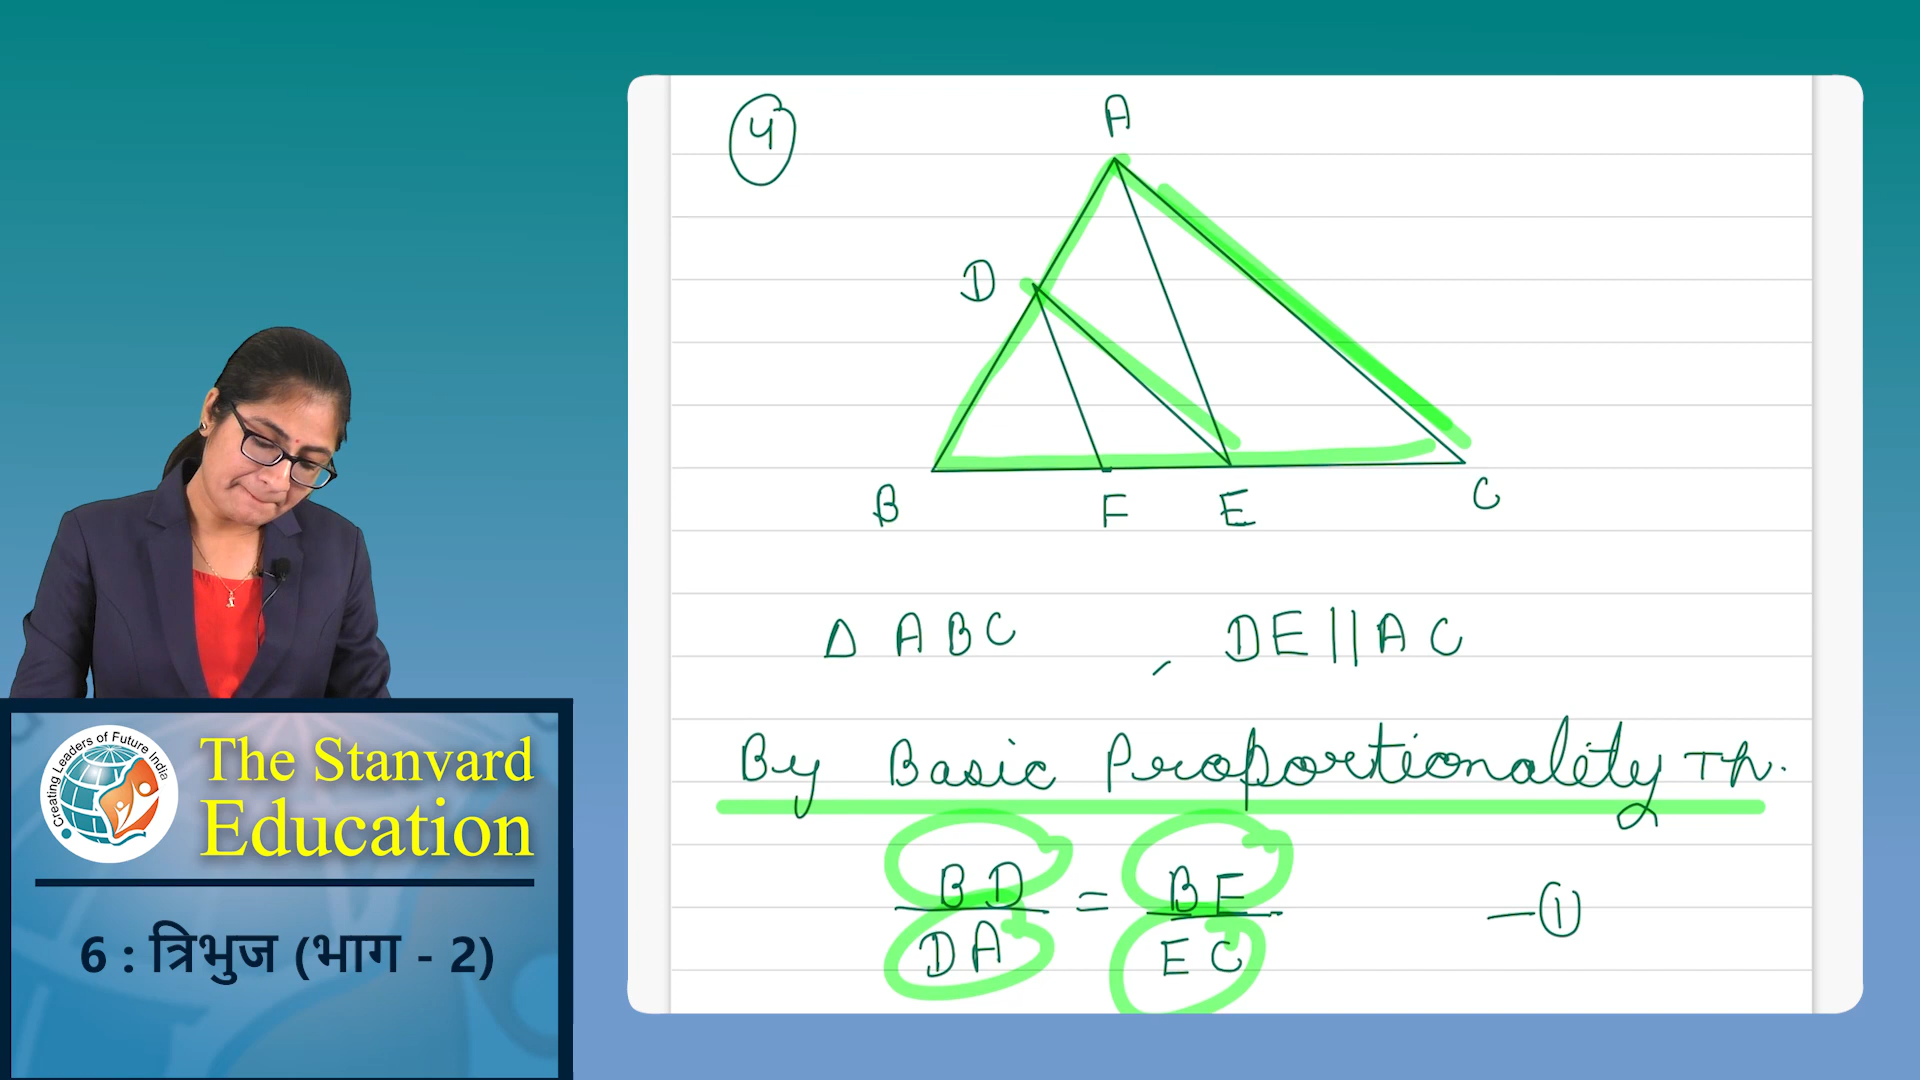 4
A
D
B F E C
Δ ABC , DE||AC
By Basic Proportionality Th.
BD/DA = BE/EC —①
Creating Leaders of Future India
The Stanvard
Education
6 : त्रिभुज (भाग - 2)